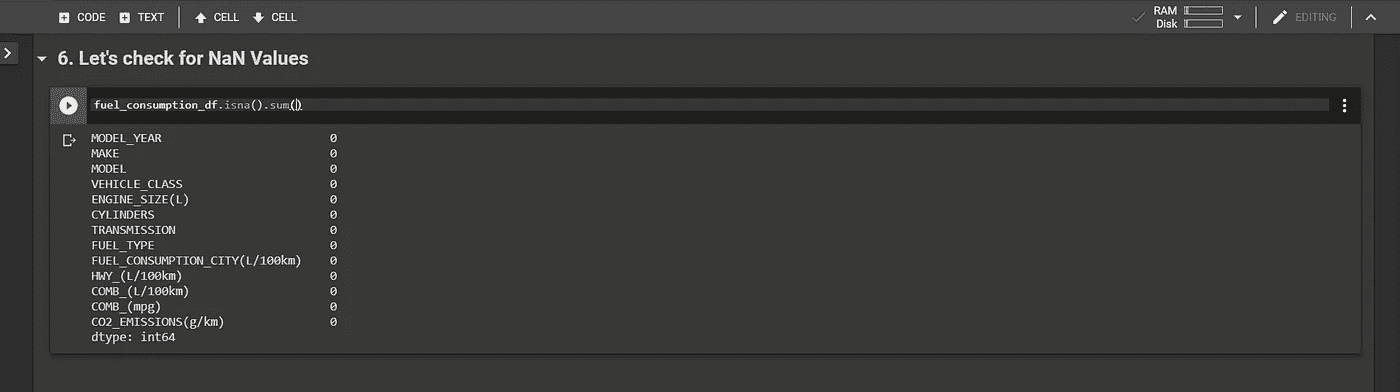 CODE TEXT CELL CELL RAM Disk EDITING
6. Let's check for NaN Values
fuel_consumption_df.isna().sum()
MODEL_YEAR 0
MAKE 0
MODEL 0
VEHICLE_CLASS 0
ENGINE_SIZE(L) 0
CYLINDERS 0
TRANSMISSION 0
FUEL_TYPE 0
FUEL_CONSUMPTION_CITY(L/100km) 0
HWY_(L/100km) 0
COMB_(L/100km) 0
COMB_(mpg) 0
CO2_EMISSIONS(g/km) 0
dtype: int64